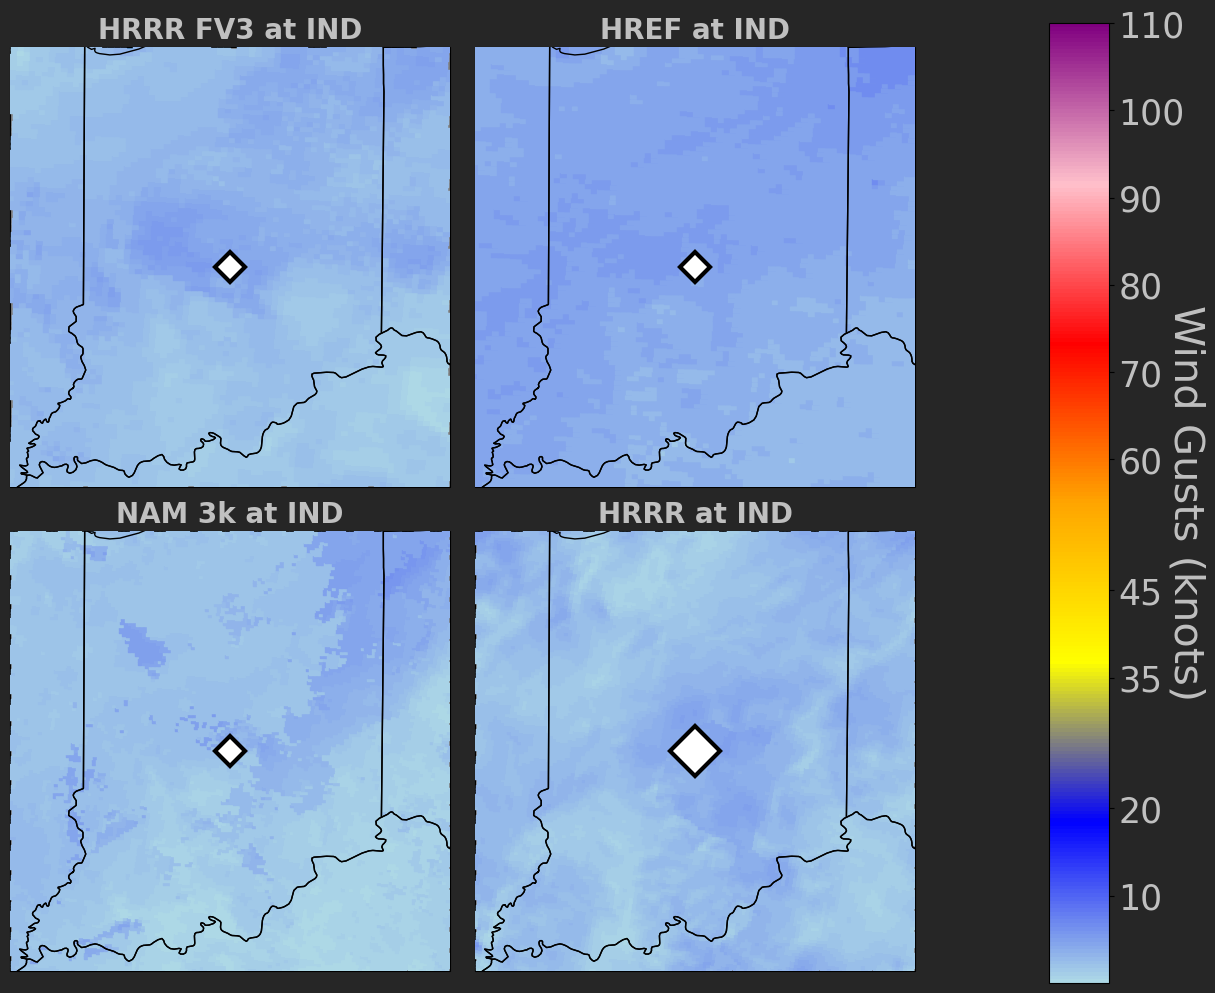 HRRR FV3 at IND
HREF at IND
NAM 3k at IND
HRRR at IND
110
100
90
80
70
60
45
35
20
10
Wind Gusts (knots)